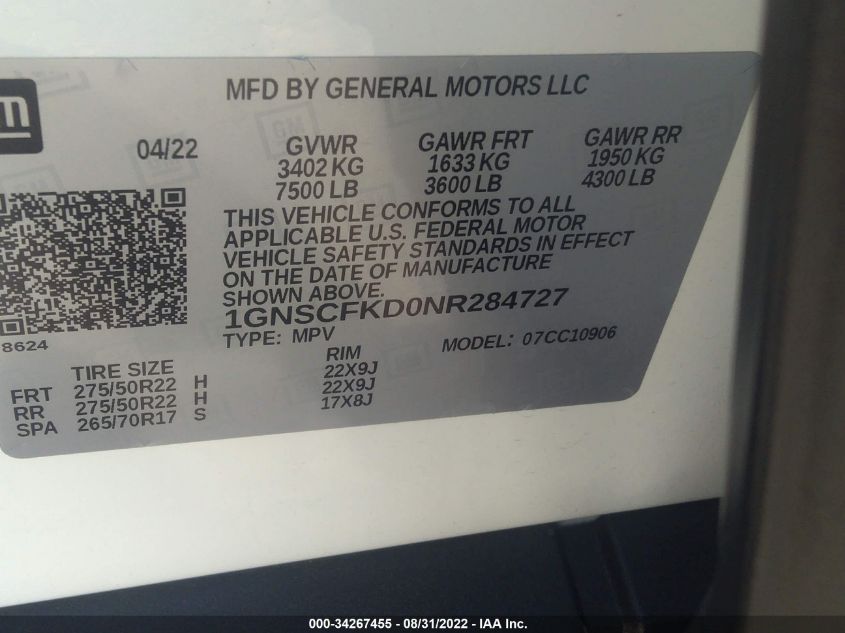 MFD BY GENERAL MOTORS LLC
gm
04/22
GVWR
3402 KG
7500 LB
GAWR FRT
1633 KG
3600 LB
GAWR RR
1950 KG
4300 LB
THIS VEHICLE CONFORMS TO ALL
APPLICABLE U.S. FEDERAL MOTOR
VEHICLE SAFETY STANDARDS IN EFFECT
ON THE DATE OF MANUFACTURE
SHOWN ABOVE.
1GNSCFKD0NR284727
TYPE: MPV
MODEL: 07CC10906
8624
TIRE SIZE
RIM
FRT 275/50R22 H 22X9J
RR 275/50R22 H 22X9J
SPA 265/70R17 S 17X8J
000-34267455 - 08/31/2022 - IAA Inc.